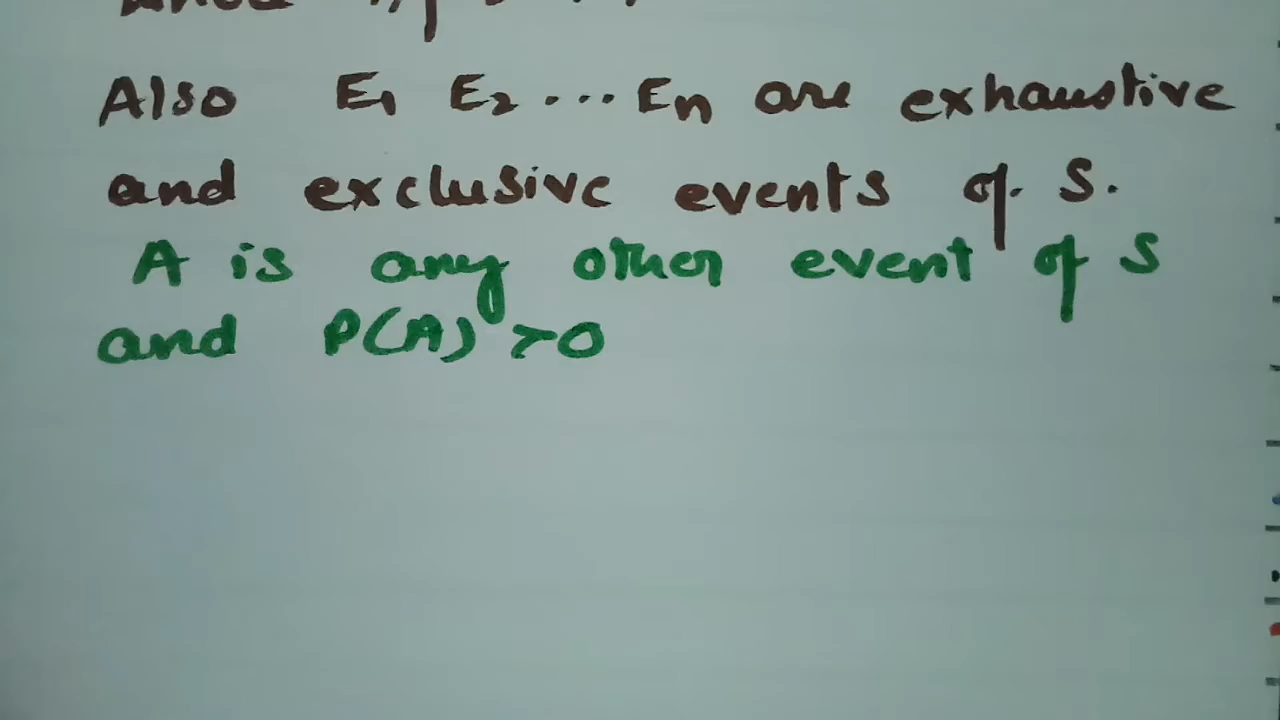 Also E1 E2 ... En are exhaustive
and exclusive events of S.
A is any other event of S
and P(A) >0